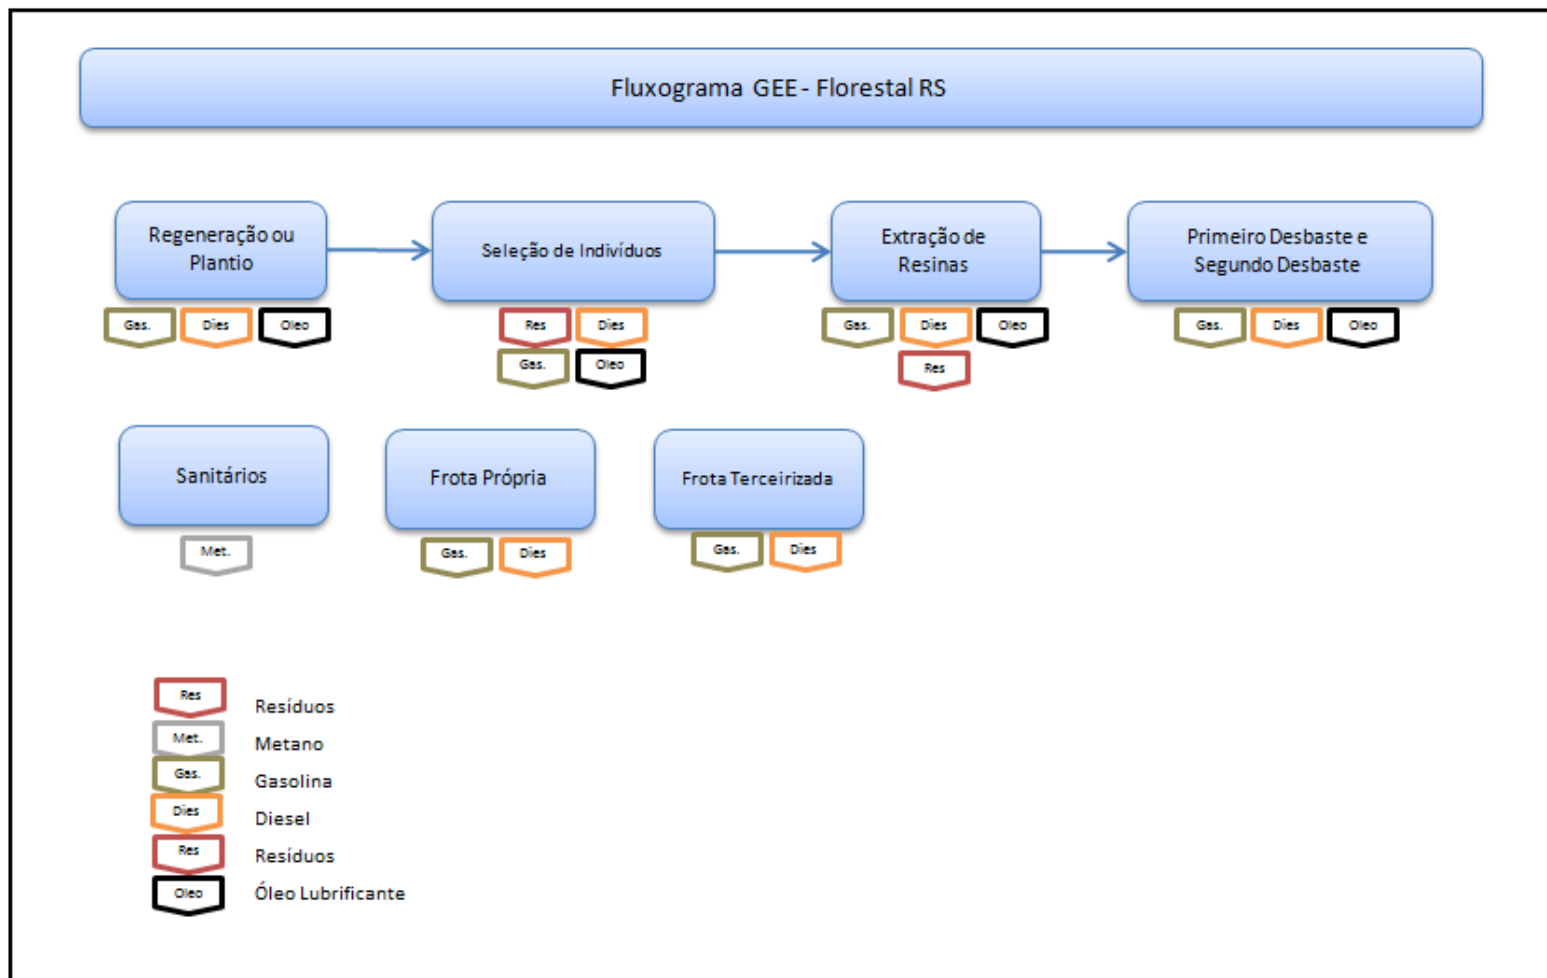 Fluxograma GEE - Florestal RS
Regeneração ou
Plantio
Seleção de Indivíduos
Extração de
Resinas
Primeiro Desbaste e
Segundo Desbaste
Gas.
Dies
Oleo
Res
Dies
Gas.
Oleo
Gas.
Dies
Oleo
Res
Gas.
Dies
Oleo
Sanitários
Frota Própria
Frota Terceirizada
Met.
Gas.
Dies
Gas.
Dies
Res Resíduos
Met. Metano
Gas. Gasolina
Dies Diesel
Res Resíduos
Oleo Óleo Lubrificante